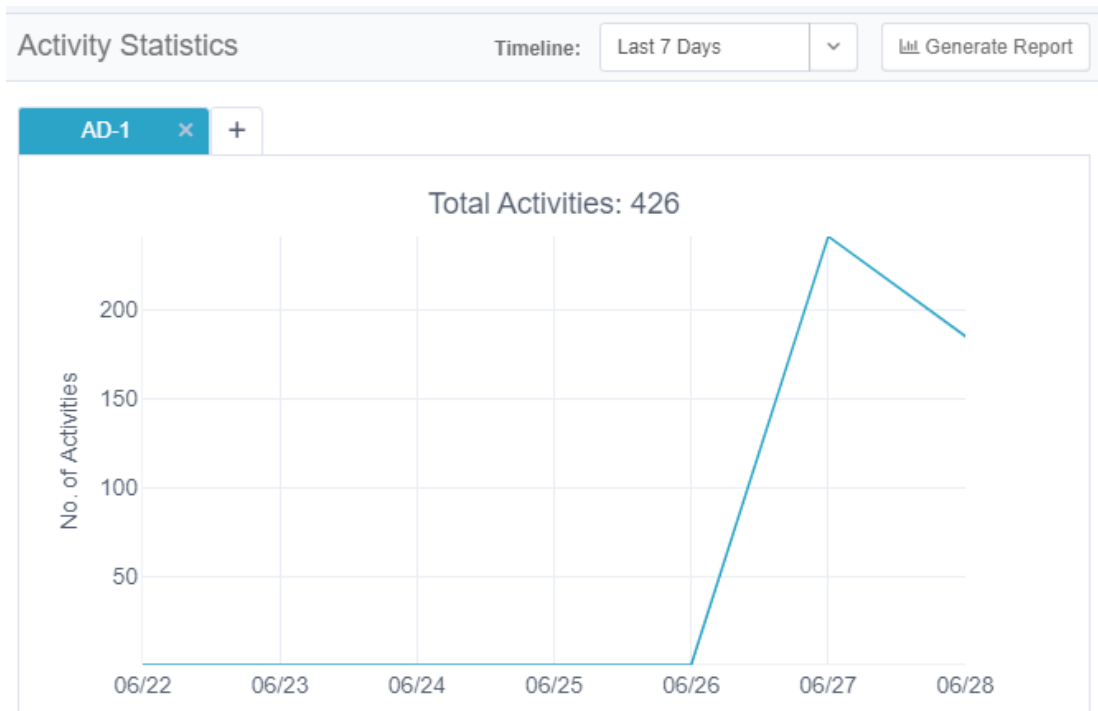 Activity Statistics Timeline: Last 7 Days Generate Report
AD-1 × +
Total Activities: 426
No. of Activities
200
150
100
50
06/22 06/23 06/24 06/25 06/26 06/27 06/28